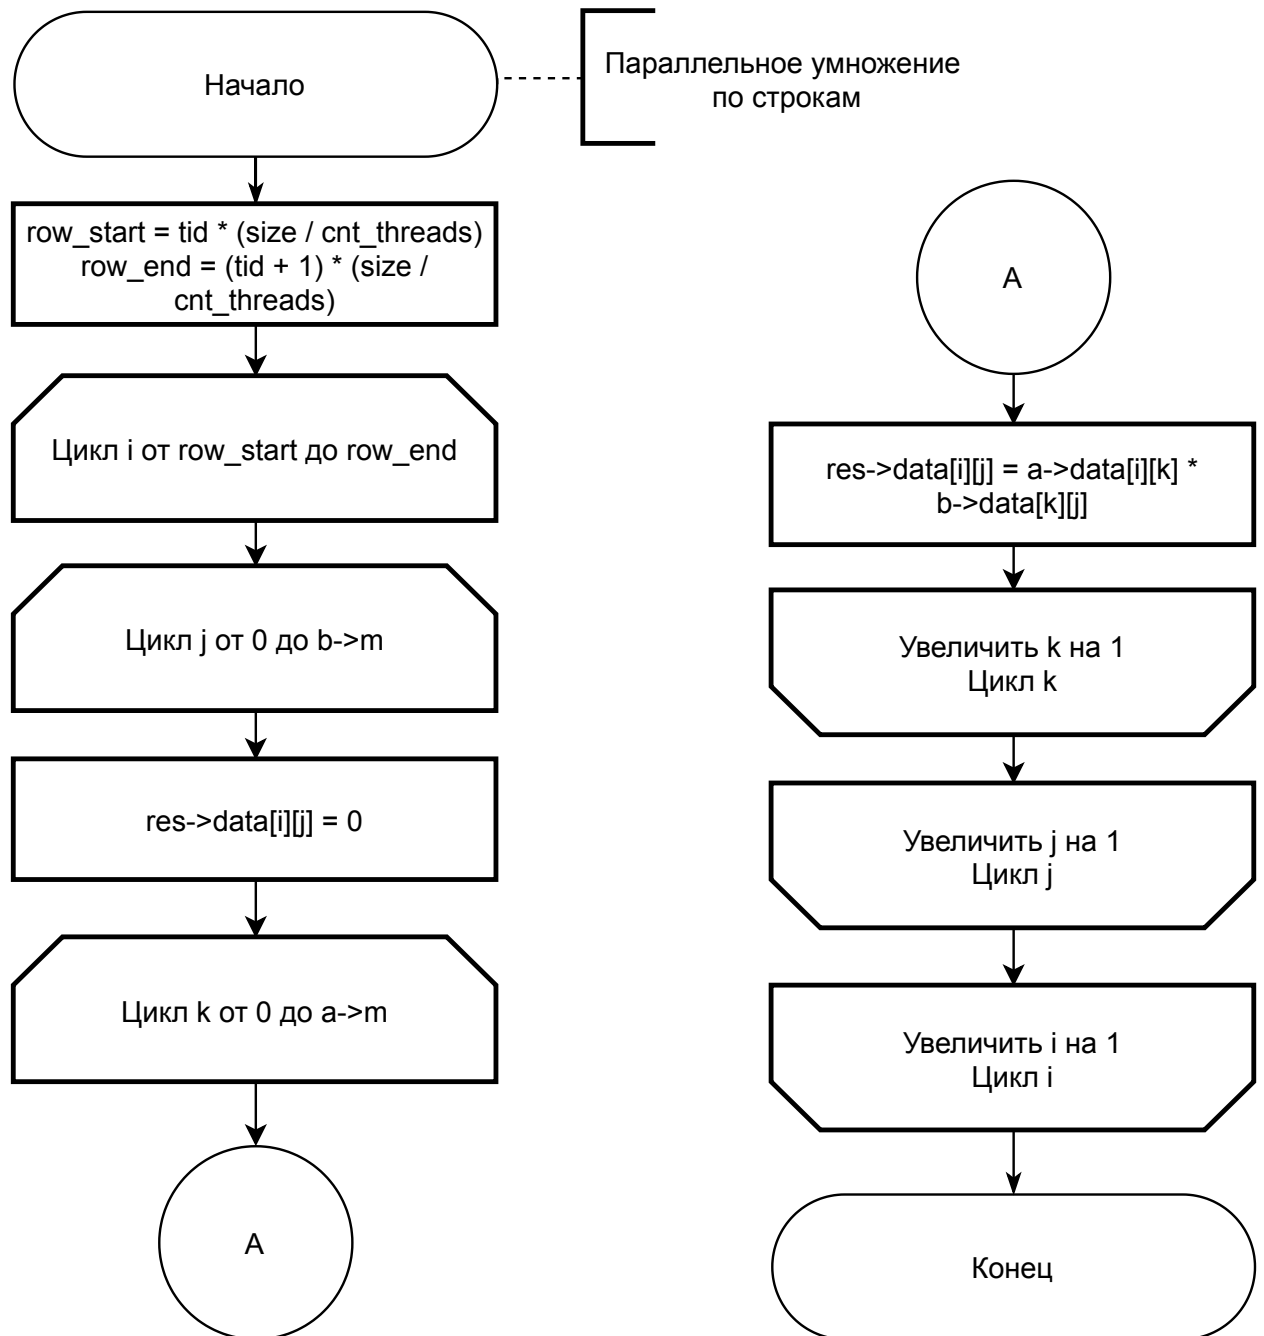 Начало
Параллельное умножение
по строкам
row_start = tid * (size / cnt_threads)
row_end = (tid + 1) * (size /
cnt_threads)
Цикл i от row_start до row_end
Цикл j от 0 до b->m
res->data[i][j] = 0
Цикл k от 0 до a->m
A
A
res->data[i][j] = a->data[i][k] *
b->data[k][j]
Увеличить k на 1
Цикл k
Увеличить j на 1
Цикл j
Увеличить i на 1
Цикл i
Конец